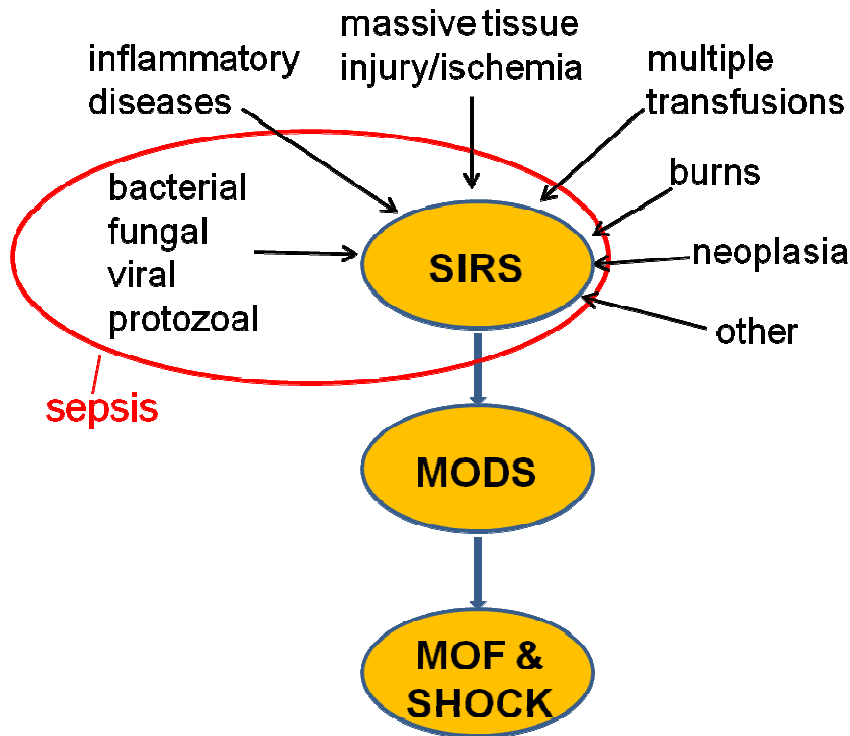 massive tissue
injury/ischemia
inflammatory
diseases
multiple
transfusions
burns
bacterial
fungal
viral
protozoal
SIRS
neoplasia
other
sepsis
MODS
MOF &
SHOCK